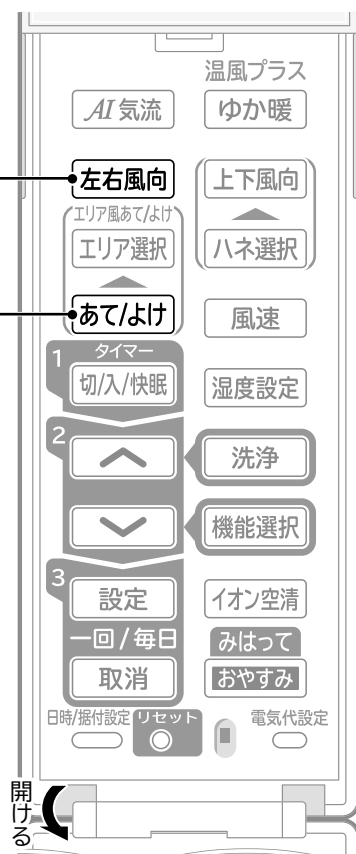 温風プラス
AI気流
ゆか暖
左右風向
上下風向
エリア風あて/よけ
エリア選択
ハネ選択
あて/よけ
風速
1
タイマー
切/入/快眠
湿度設定
2
洗浄
機能選択
3
設定
イオン空清
一回/毎日
みはって
取消
おやすみ
日時/据付設定
リセット
電気代設定
開ける